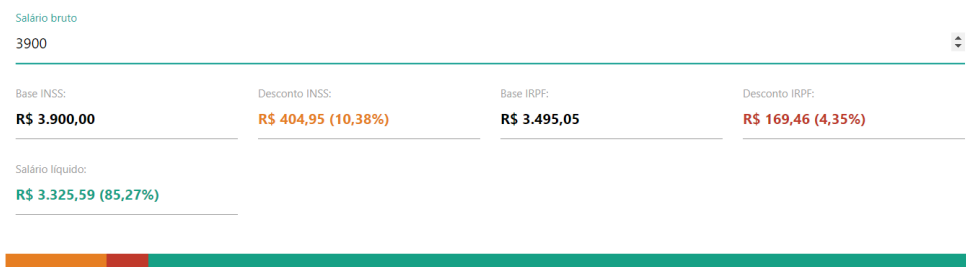 Salário bruto
3900
Base INSS: Desconto INSS: Base IRPF: Desconto IRPF:
R$ 3.900,00 R$ 404,95 (10,38%) R$ 3.495,05 R$ 169,46 (4,35%)
Salário líquido:
R$ 3.325,59 (85,27%)